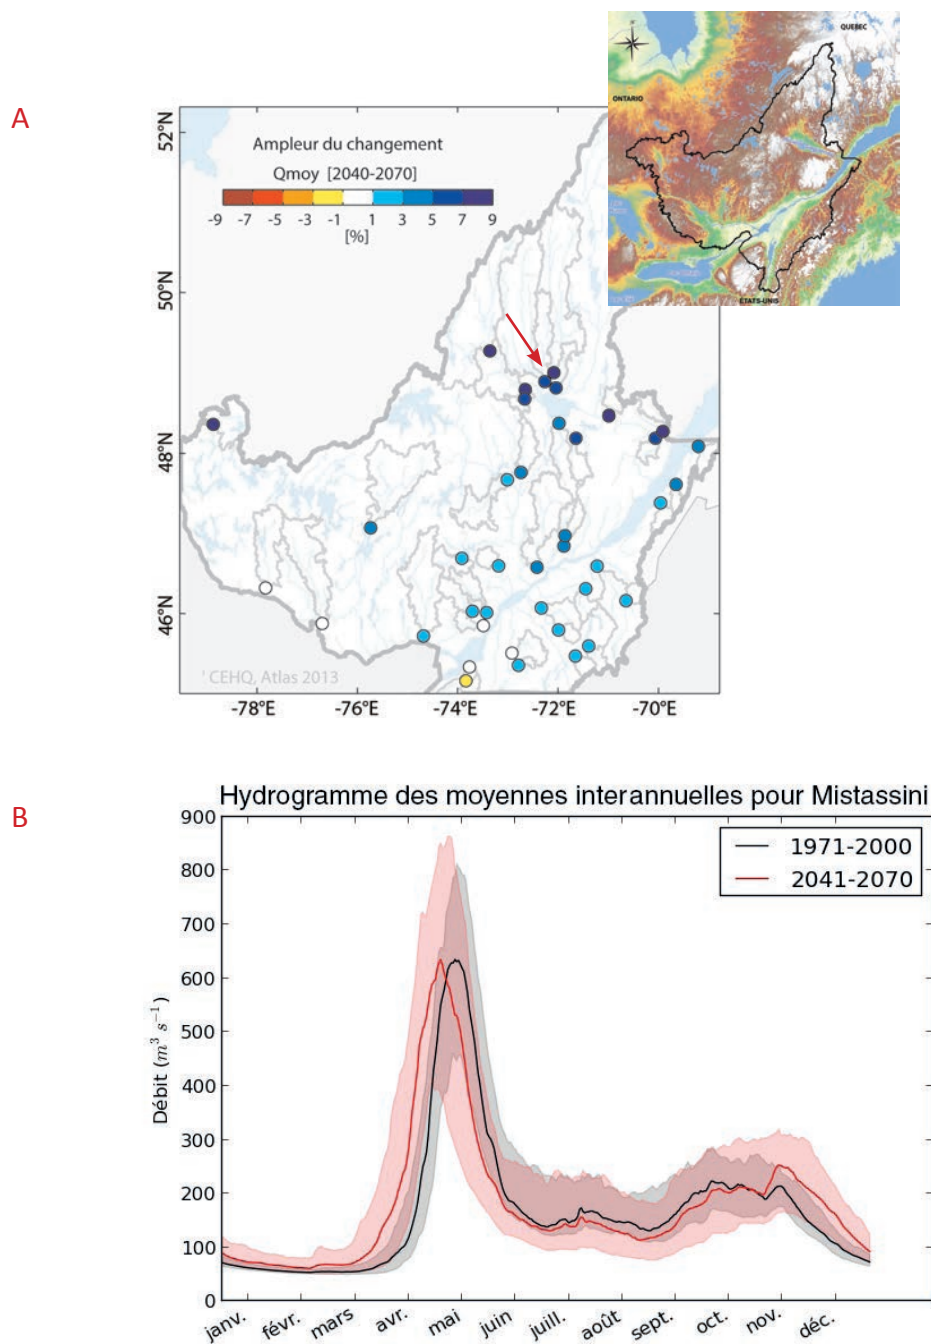 A
Ampleur du changement
Qmoy [2040-2070]
-9 -7 -5 -3 -1 1 3 5 7 9
[%]
52°N
50°N
48°N
46°N
-78°E -76°E -74°E -72°E -70°E
CEHQ, Atlas 2013
QUEBEC
ONTARIO
ETATS-UNIS
B
Hydrogramme des moyennes interannuelles pour Mistassini
1971-2000
2041-2070
Débit (m³ s⁻¹)
900
800
700
600
500
400
300
200
100
0
janv. févr. mars avr. mai juin juill. août sept. oct. nov. déc.